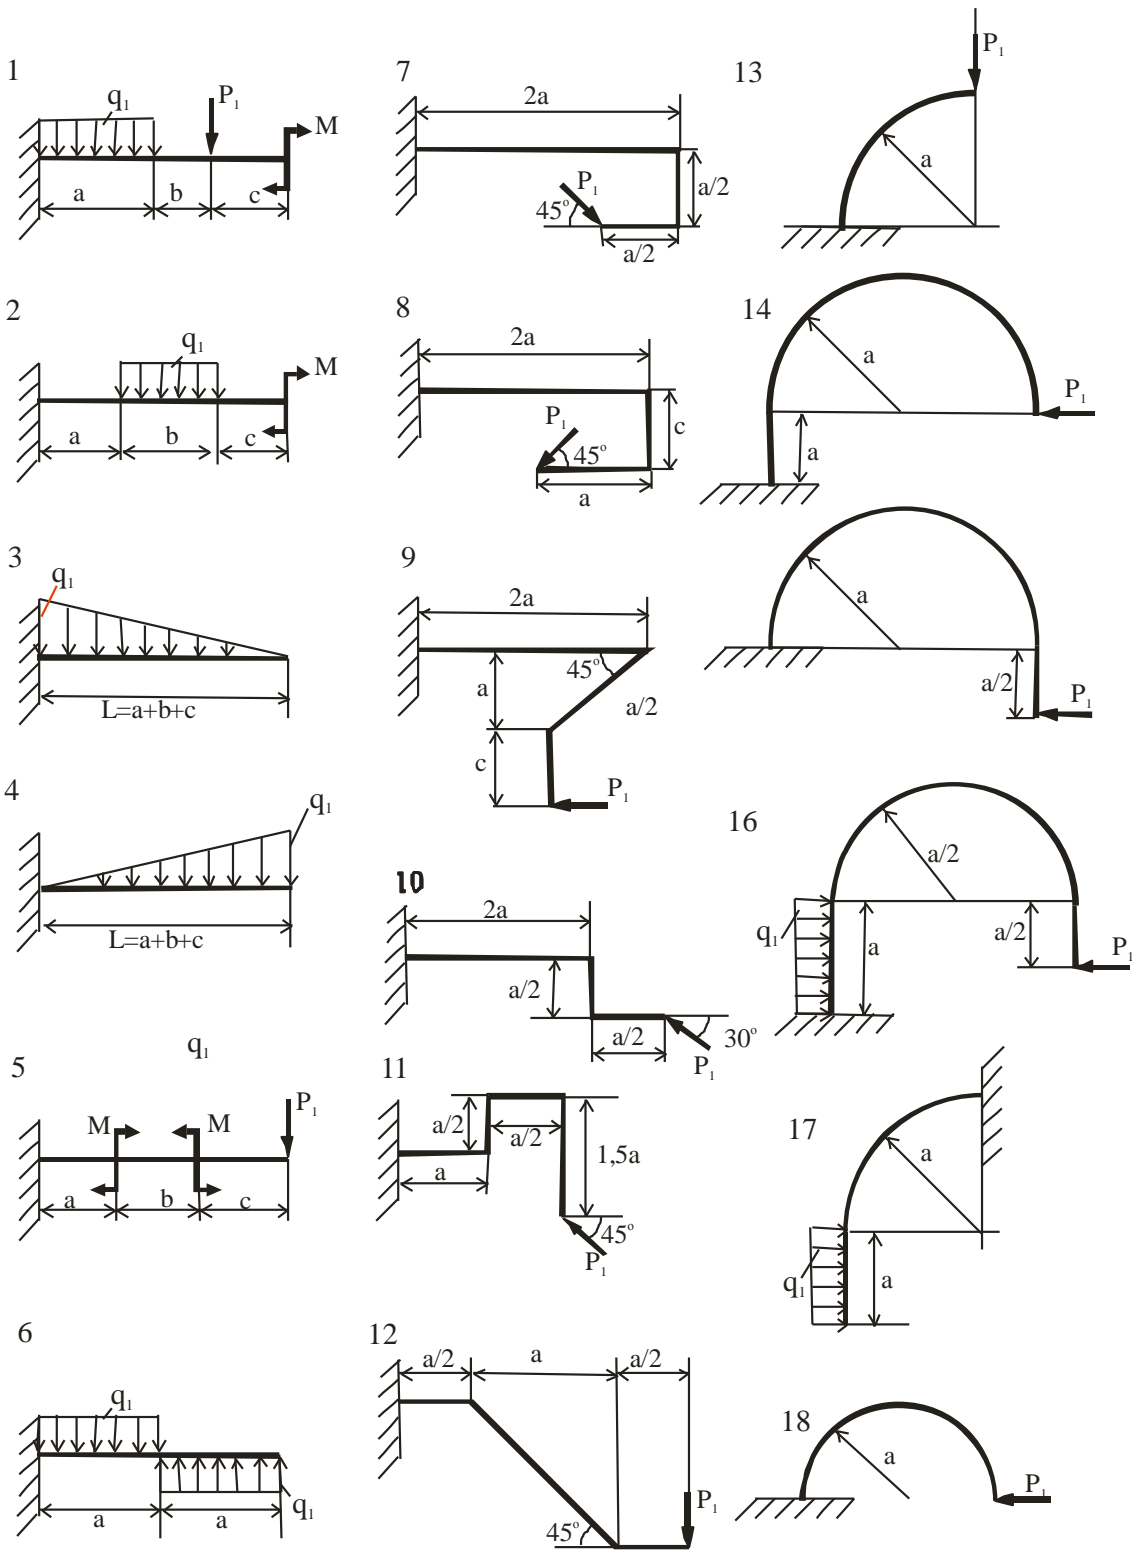 1
q₁
P₁
M
a
b
c
2
q₁
M
a
b
c
3
q₁
L=a+b+c
4
q₁
L=a+b+c
q₁
5
M
M
P₁
a
b
c
6
q₁
q₁
a
a
7
2a
P₁
45°
a/2
a/2
8
2a
P₁
45°
c
a
9
2a
45°
a
a/2
c
P₁
10
2a
a/2
a/2
30°
P₁
11
a/2
a/2
1,5a
a
45°
P₁
12
a/2
a
a/2
P₁
45°
13
P₁
a
14
a
P₁
a
a
a/2
P₁
16
a/2
q₁
a
a/2
P₁
17
a
q₁
a
18
a
P₁